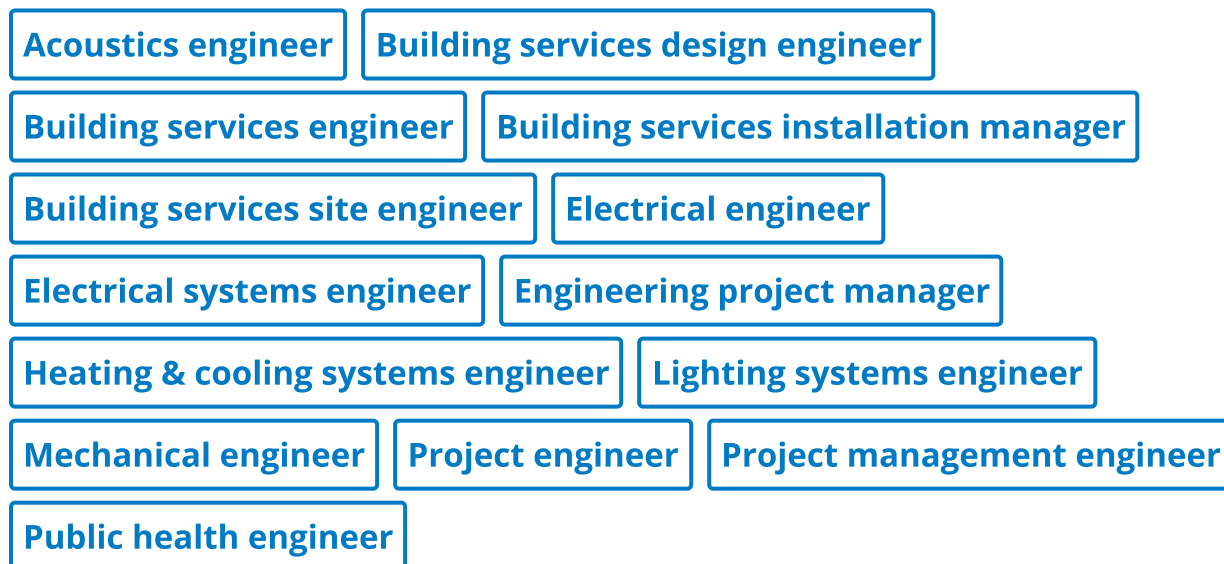 Acoustics engineer Building services design engineer
Building services engineer Building services installation manager
Building services site engineer Electrical engineer
Electrical systems engineer Engineering project manager
Heating & cooling systems engineer Lighting systems engineer
Mechanical engineer Project engineer Project management engineer
Public health engineer